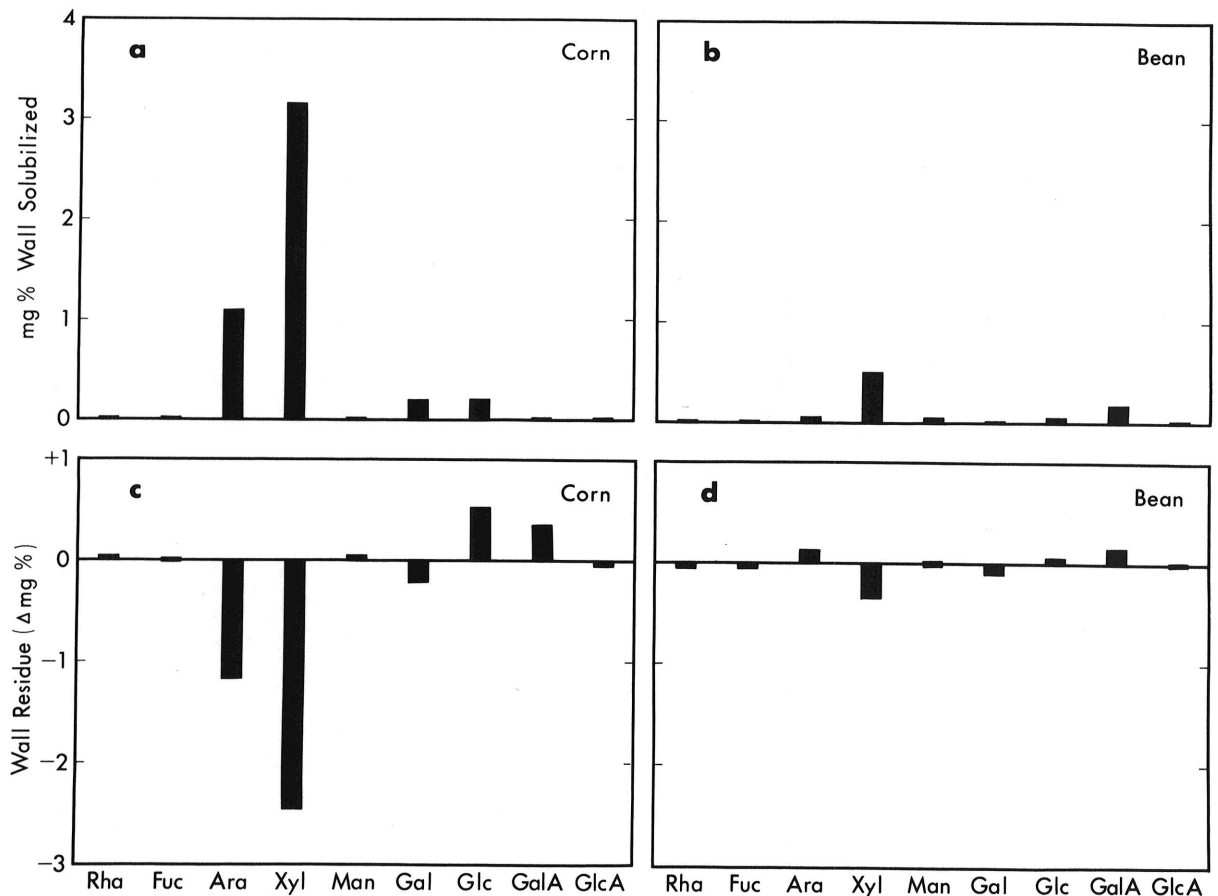 a Corn
mg % Wall Solubilized
4
3
2
1
0
b Bean
c Corn
Wall Residue (Δmg %)
+1
0
−1
−2
−3
Rha Fuc Ara Xyl Man Gal Glc GalA GlcA
d Bean
Rha Fuc Ara Xyl Man Gal Glc GalA GlcA